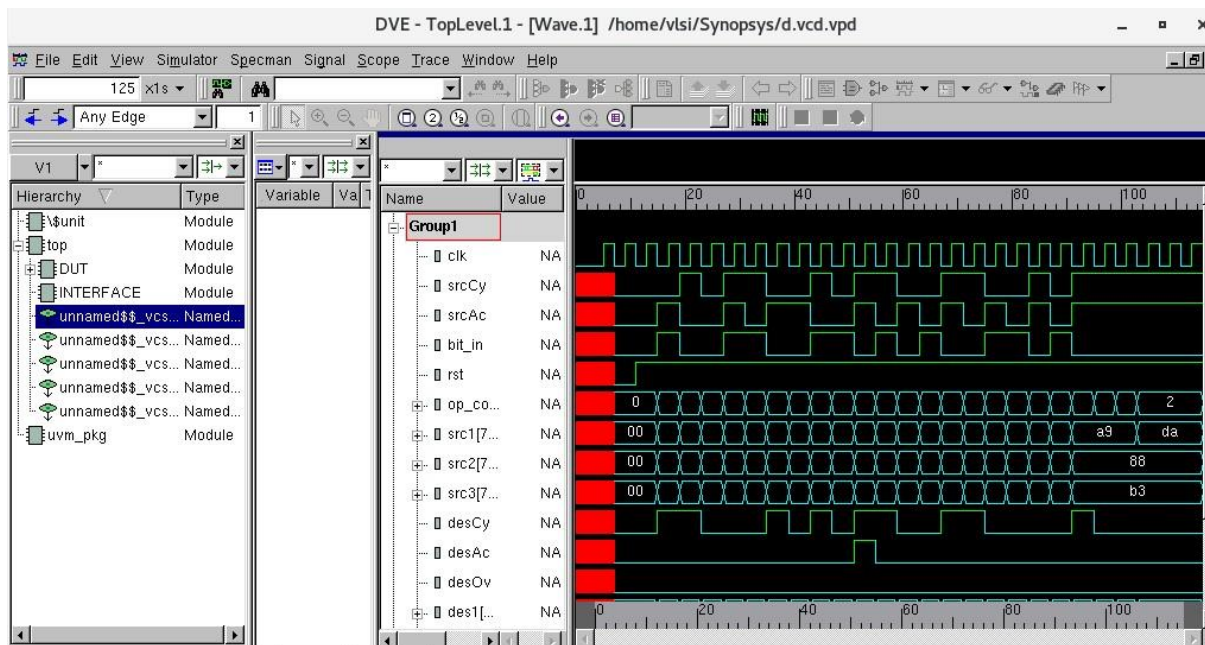 DVE - TopLevel.1 - [Wave.1] /home/vlsi/Synopsys/d.vcd.vpd
File Edit View Simulator Specman Signal Scope Trace Window Help
125 x1s
Any Edge 1
V1 *
Hierarchy Type
\$unit Module
top Module
DUT Module
INTERFACE Module
unnamed$$_vcs... Named...
unnamed$$_vcs... Named...
unnamed$$_vcs... Named...
unnamed$$_vcs... Named...
unnamed$$_vcs... Named...
uvm_pkg Module
*
Variable Va
*
Name Value
Group1
clk NA
srcCy NA
srcAc NA
bit_in NA
rst NA
op_co... NA
src1[7... NA
src2[7... NA
src3[7... NA
desCy NA
desAc NA
desOv NA
des1[... NA
0 20 40 60 80 100
0 2
00 a9 da
00 88
00 b3
0 20 40 60 80 100